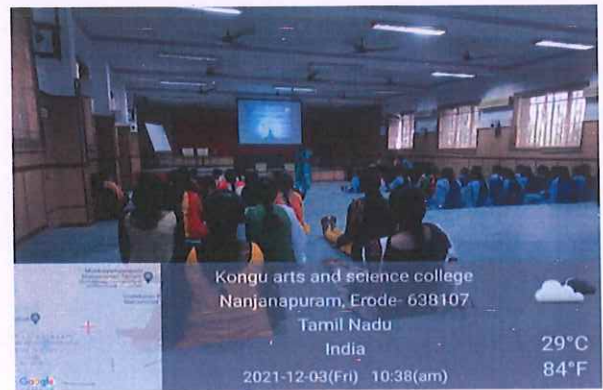 Kongu arts and science college
Nanjanapuram, Erode- 638107
Tamil Nadu
India
2021-12-03(Fri) 10:38(am)
29°C
84°F
Google